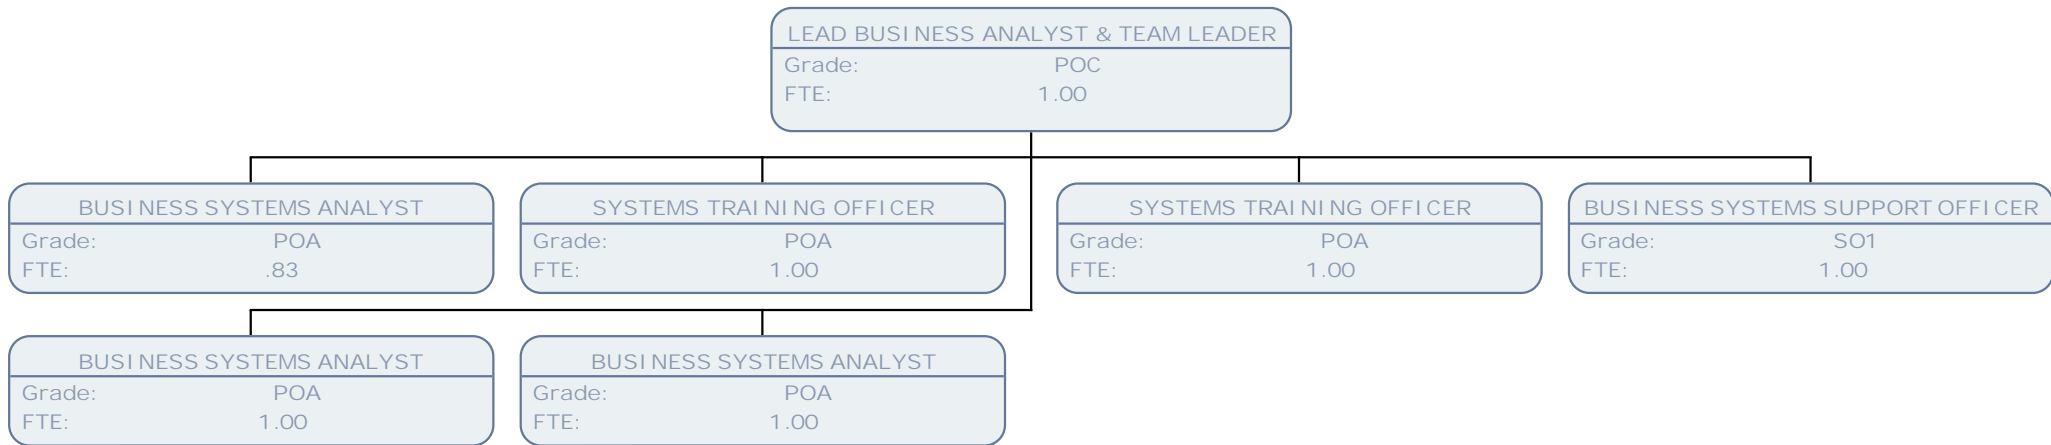 LEAD BUSINESS ANALYST & TEAM LEADER
Grade: POC
FTE: 1.00
BUSINESS SYSTEMS ANALYST
Grade: POA
FTE: .83
SYSTEMS TRAINING OFFICER
Grade: POA
FTE: 1.00
SYSTEMS TRAINING OFFICER
Grade: POA
FTE: 1.00
BUSINESS SYSTEMS SUPPORT OFFICER
Grade: SO1
FTE: 1.00
BUSINESS SYSTEMS ANALYST
Grade: POA
FTE: 1.00
BUSINESS SYSTEMS ANALYST
Grade: POA
FTE: 1.00